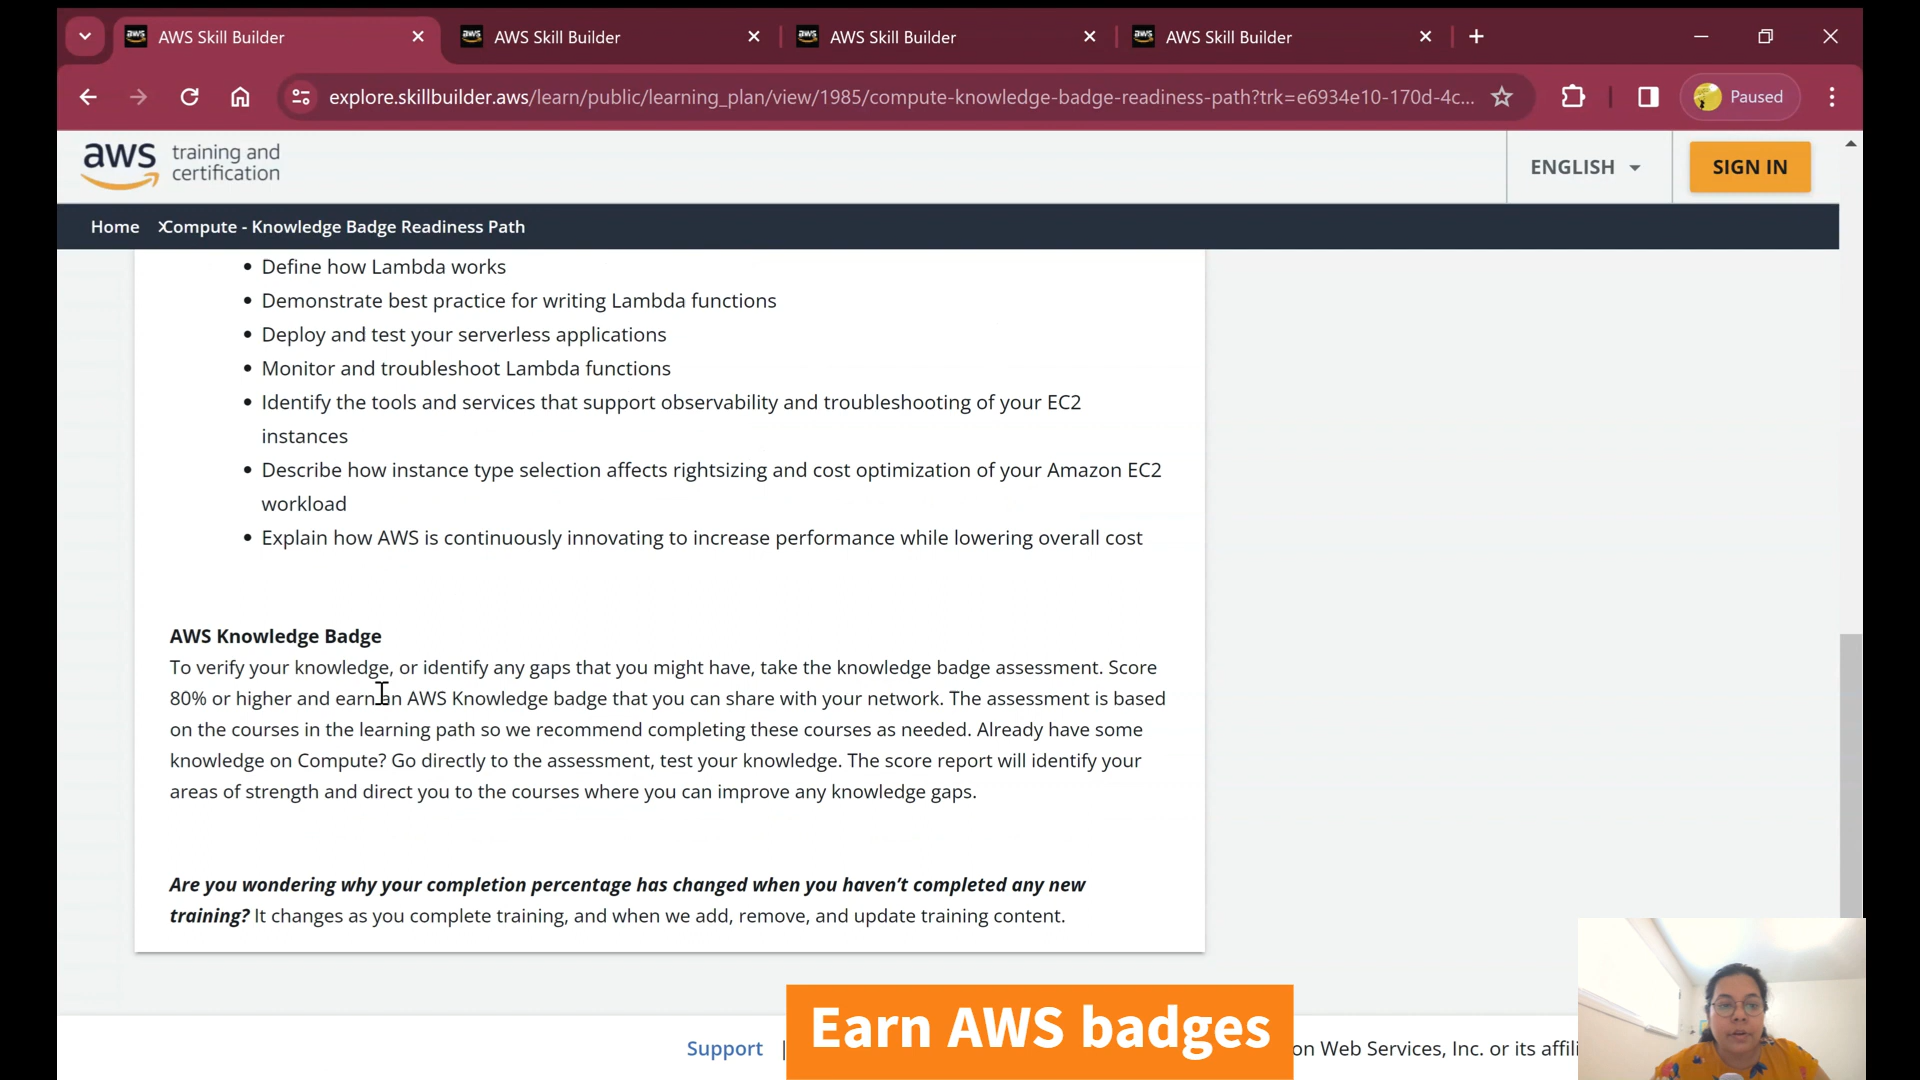 AWS Skill Builder
AWS Skill Builder
AWS Skill Builder
AWS Skill Builder
explore.skillbuilder.aws/learn/public/learning_plan/view/1985/compute-knowledge-badge-readiness-path?trk=e6934e10-170d-4c...
Paused
aws training and certification
ENGLISH
SIGN IN
Home
Compute - Knowledge Badge Readiness Path
• Define how Lambda works
• Demonstrate best practice for writing Lambda functions
• Deploy and test your serverless applications
• Monitor and troubleshoot Lambda functions
• Identify the tools and services that support observability and troubleshooting of your EC2
instances
• Describe how instance type selection affects rightsizing and cost optimization of your Amazon EC2
workload
• Explain how AWS is continuously innovating to increase performance while lowering overall cost
AWS Knowledge Badge
To verify your knowledge, or identify any gaps that you might have, take the knowledge badge assessment. Score
80% or higher and earn an AWS Knowledge badge that you can share with your network. The assessment is based
on the courses in the learning path so we recommend completing these courses as needed. Already have some
knowledge on Compute? Go directly to the assessment, test your knowledge. The score report will identify your
areas of strength and direct you to the courses where you can improve any knowledge gaps.
Are you wondering why your completion percentage has changed when you haven't completed any new
training? It changes as you complete training, and when we add, remove, and update training content.
Support |
Earn AWS badges
on Web Services, Inc. or its affili